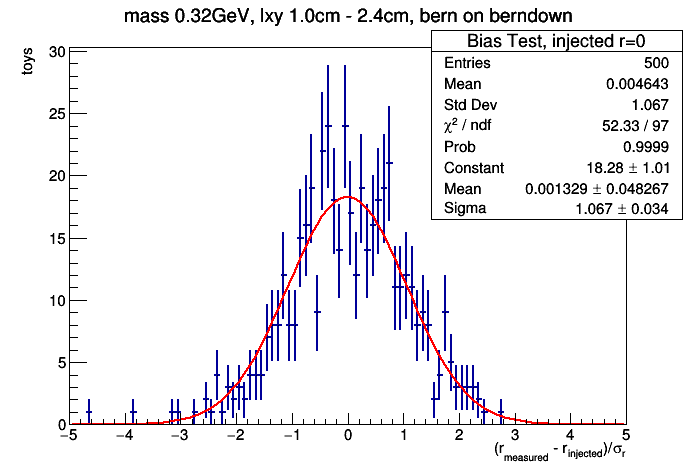 mass 0.32GeV, lxy 1.0cm - 2.4cm, bern on berndown
Bias Test, injected r=0
Entries 500
Mean 0.004643
Std Dev 1.067
χ² / ndf 52.33 / 97
Prob 0.9999
Constant 18.28 ± 1.01
Mean 0.001329 ± 0.048267
Sigma 1.067 ± 0.034
toys
30
25
20
15
10
5
0
−5 −4 −3 −2 −1 0 1 2 3 4 5
(r_measured - r_injected)/σ_r